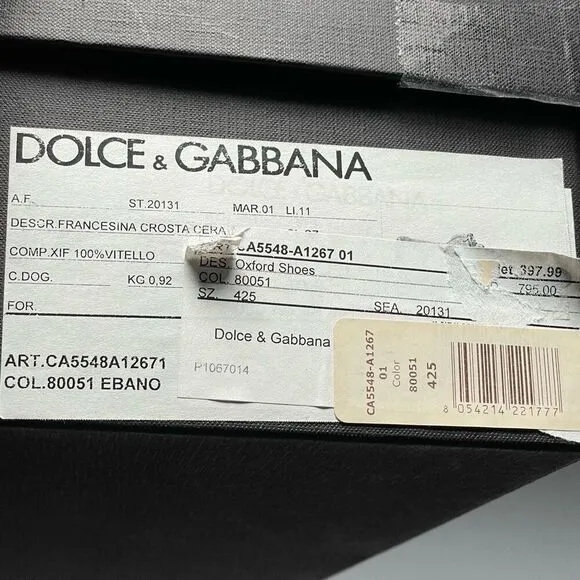 DOLCE & GABBANA
A.F. ST.20131 MAR.01 LI.11
DESCR.FRANCESINA CROSTA CERA
COMP.XIF 100%VITELLO
C.DOG. KG 0,92
FOR.
ART.CA5548A12671
COL.80051 EBANO
CA5548-A1267 01
DES. Oxford Shoes
COL. 80051
SZ. 425 SEA. 20131
397.99
795.00
Dolce & Gabbana
P1067014
CA5548-A1267
01
Color
80051
425
8 054214 221777